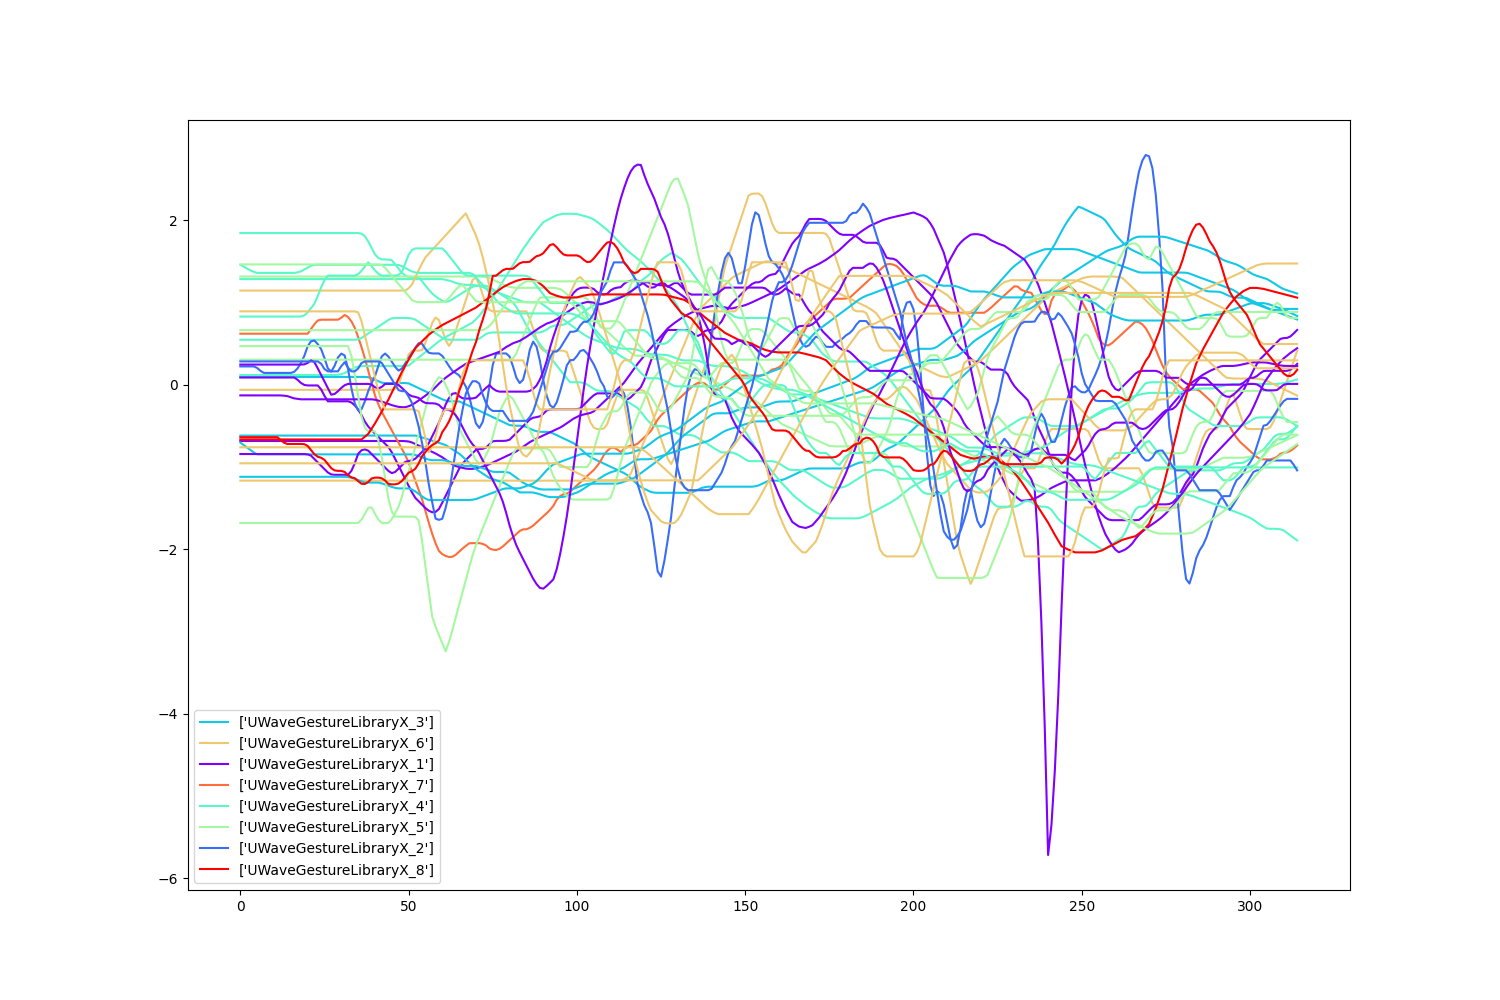 2
0
−2
−4
−6
0
50
100
150
200
250
300
['UWaveGestureLibraryX_3']
['UWaveGestureLibraryX_6']
['UWaveGestureLibraryX_1']
['UWaveGestureLibraryX_7']
['UWaveGestureLibraryX_4']
['UWaveGestureLibraryX_5']
['UWaveGestureLibraryX_2']
['UWaveGestureLibraryX_8']